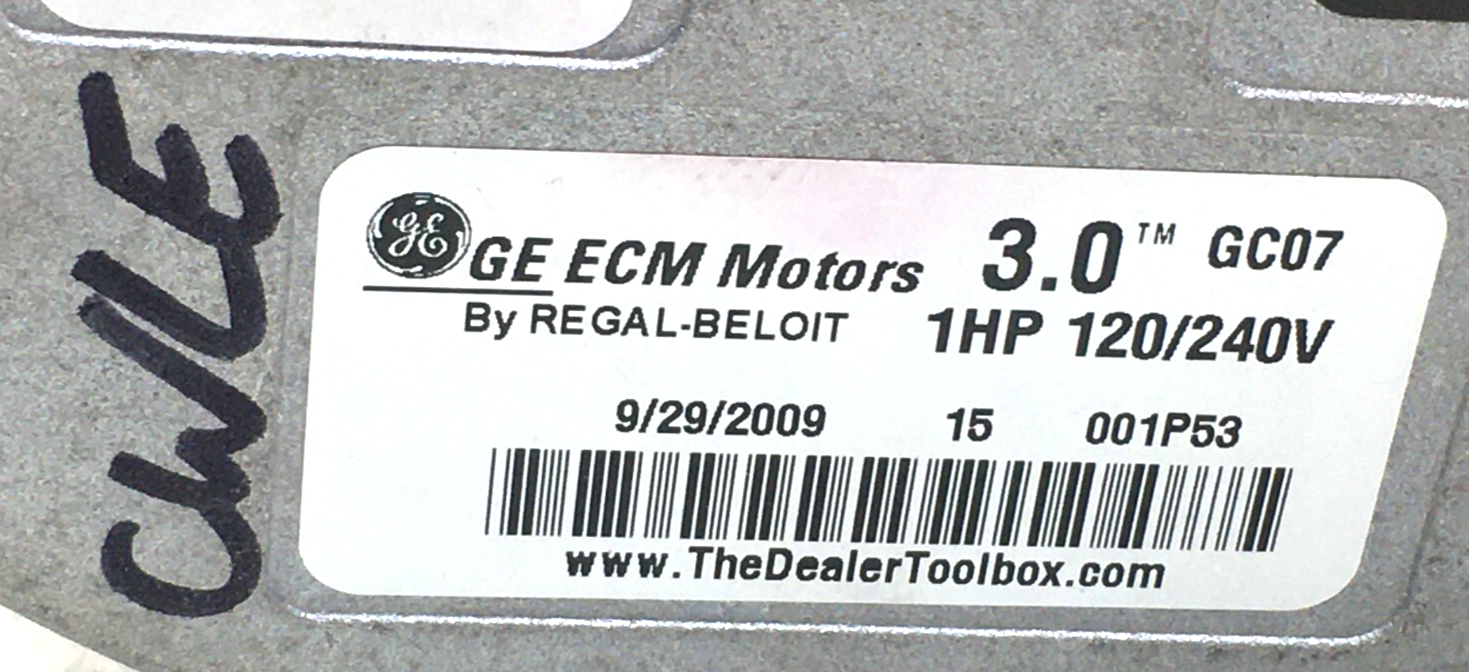 CWLE
GE GE ECM Motors 3.0™ GC07
By REGAL-BELOIT 1HP 120/240V
9/29/2009 15 001P53
www.TheDealerToolbox.com